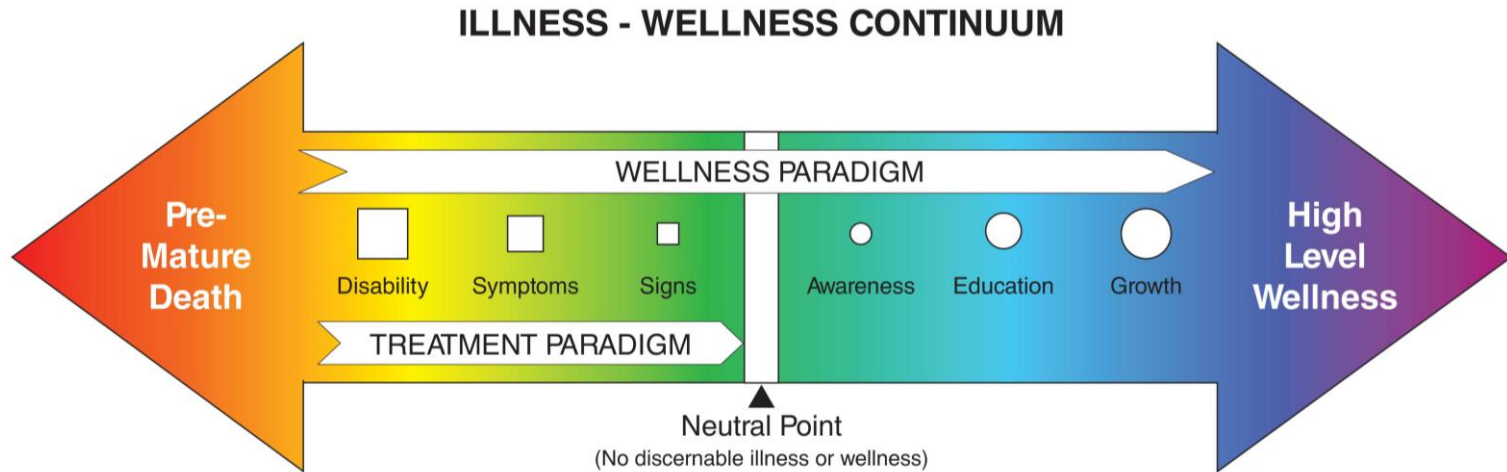 ILLNESS - WELLNESS CONTINUUM
WELLNESS PARADIGM
Pre-
Mature
Death
Disability
Symptoms
Signs
Awareness
Education
Growth
High
Level
Wellness
TREATMENT PARADIGM
Neutral Point
(No discernable illness or wellness)